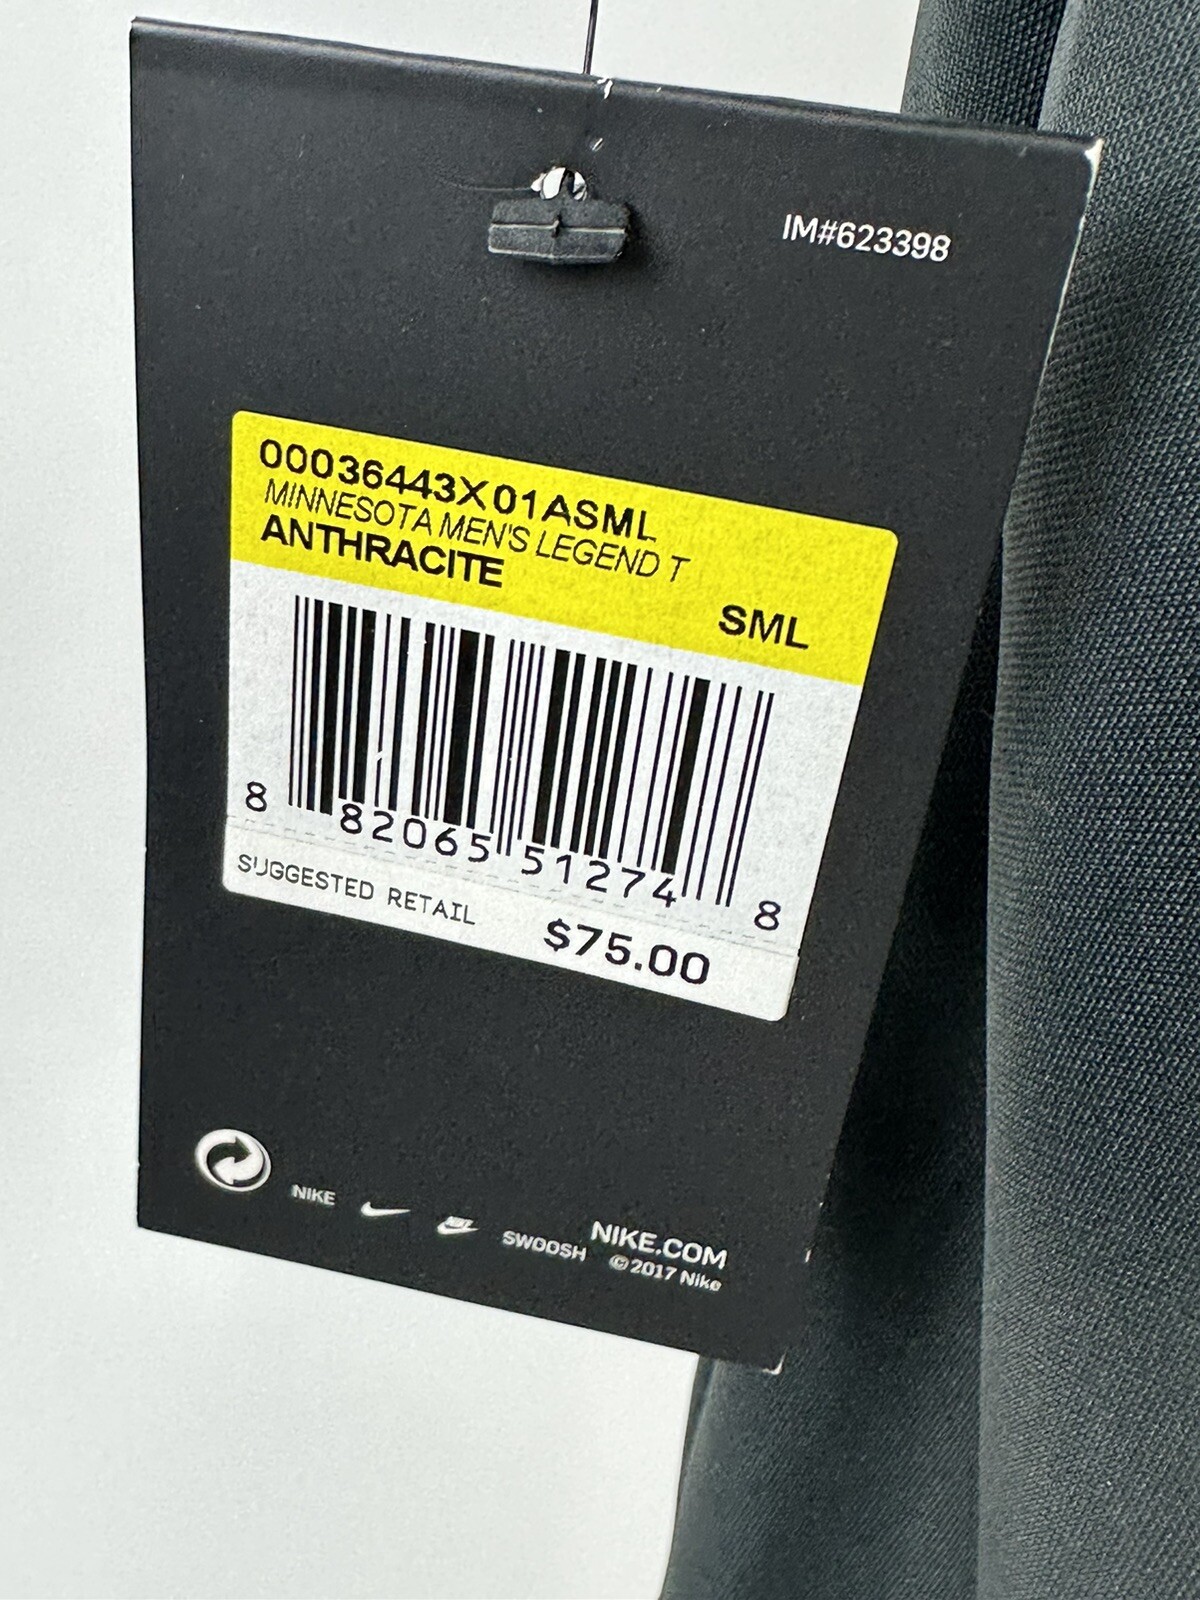 IM#623398
00036443X01ASML
MINNESOTA MEN'S LEGEND T
ANTHRACITE
SML
8 82065 51274 8
SUGGESTED RETAIL $75.00
NIKE SWOOSH NIKE.COM
©2017 Nike